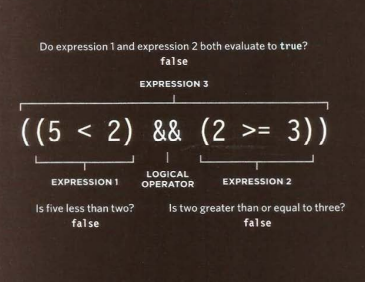 Do expression 1 and expression 2 both evaluate to true?
false
EXPRESSION 3
((5 < 2) && (2 >= 3))
EXPRESSION 1
LOGICAL
OPERATOR
EXPRESSION 2
Is five less than two?
false
Is two greater than or equal to three?
false